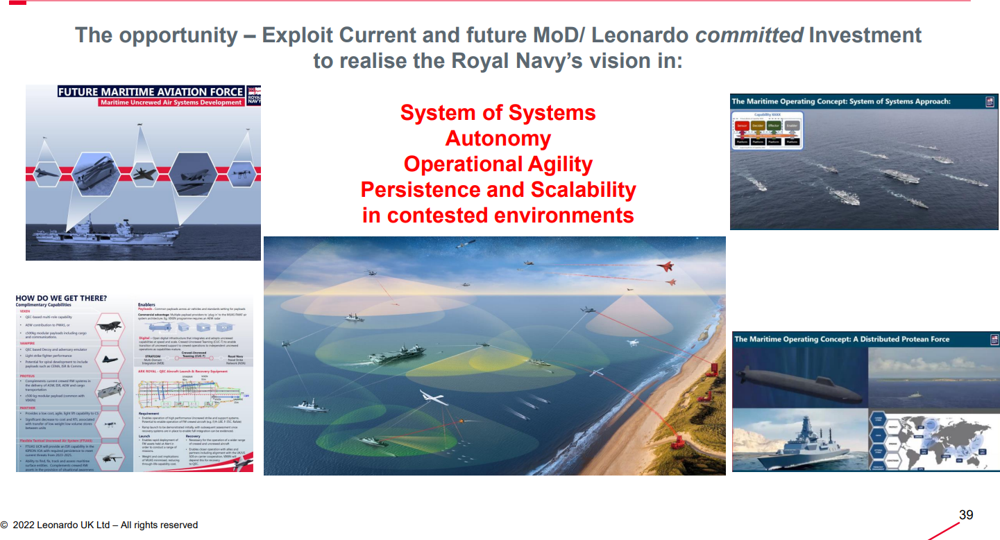 The opportunity – Exploit Current and future MoD/ Leonardo committed Investment
to realise the Royal Navy's vision in:
FUTURE MARITIME AVIATION FORCE
Maritime Uncrewed Air Systems Development
ROYAL
NAVY
System of Systems
Autonomy
Operational Agility
Persistence and Scalability
in contested environments
The Maritime Operating Concept: System of Systems Approach:
Capability XXXX
Sensor Decider Effector Enabler
Platform Platform Platform Platform
HOW DO WE GET THERE?
Complimentary Capabilities
VIXEN
• QEC-based multi-role capability
• AEW contribution to PWAS, or
• c500kg modular payloads including cargo
and communications.
VAMPIRE
• QEC based Decoy and adversary emulator
• Light strike fighter performance
• Potential for spiral development to include
payloads such as CEMA, ISR & Comms
PROTEUS
• Complements current crewed RW systems in
the delivery of ASW, ISR, AEW and cargo
transportation
• c500 kg modular payload (common with
VIXEN)
PANTHER
• Provides a low cost, agile, light lift capability to CS
• Significant decrease to cost and RTL associated
with transfer of low weight low volume stores
between units
Flexible Tactical Uncrewed Air System (FTUAS)
• FTUAS UCR will provide an ISR capability in the
KIPION JOA with required persistence to meet
current threats from 2023-2025.
• Ability to find, fix, track and assess maritime
surface entities. Complements crewed RW
assets in the provision of situational awareness
Enablers
Payloads - Common payloads across air vehicles and standards setting for payloads
Commercial advantage: Multiple payload providers to 'plug in' to the MUAS PWAF air
system architecture. Eg. VIXEN programme requires an AEW radar
Digital - Open digital infrastructure that integrates and adopts uncrewed
capabilities at speed and scale. Crewed-Uncrewed Teaming (CUC-T) to enable
transition of uncrewed support to crewed operations to independent uncrewed
operations as capabilities mature.
Crewed-Uncrewed
Teaming (CUC-T)
STRATCOM
Multi-Domain
Integration (MDI)
Royal Navy
Naval Strike
Network (NSN)
ARK ROYAL - QEC Aircraft Launch & Recovery Equipment
Requirement
• Enables operation of high performance Uncrewed strike and support systems.
Potential to enable operation of FW crewed aircraft (e.g. F/A-18F, F-35C, Rafale)
• Ramp launch to be demonstrated initially, with subsequent assessment once
recovery systems are in place to enable full integration can be evidenced.
Launch
• Enables rapid deployment of
FW assets held at Alert in
order to conduct a range of
missions.
• Weight and cost implications
of MUAS minimised, reducing
through-life capability cost.
Recovery
• Necessary for the operation of a wider range
of crewed and uncrewed aircraft.
• Enables closer operation with allies and
partners including alignment with the UK/US
SOI on carrier cooperation. VIXEN will
depend this for recovery
to QEC.
The Maritime Operating Concept: A Distributed Protean Force
PROTECT
CONSTRAIN
© 2022 Leonardo UK Ltd – All rights reserved
39